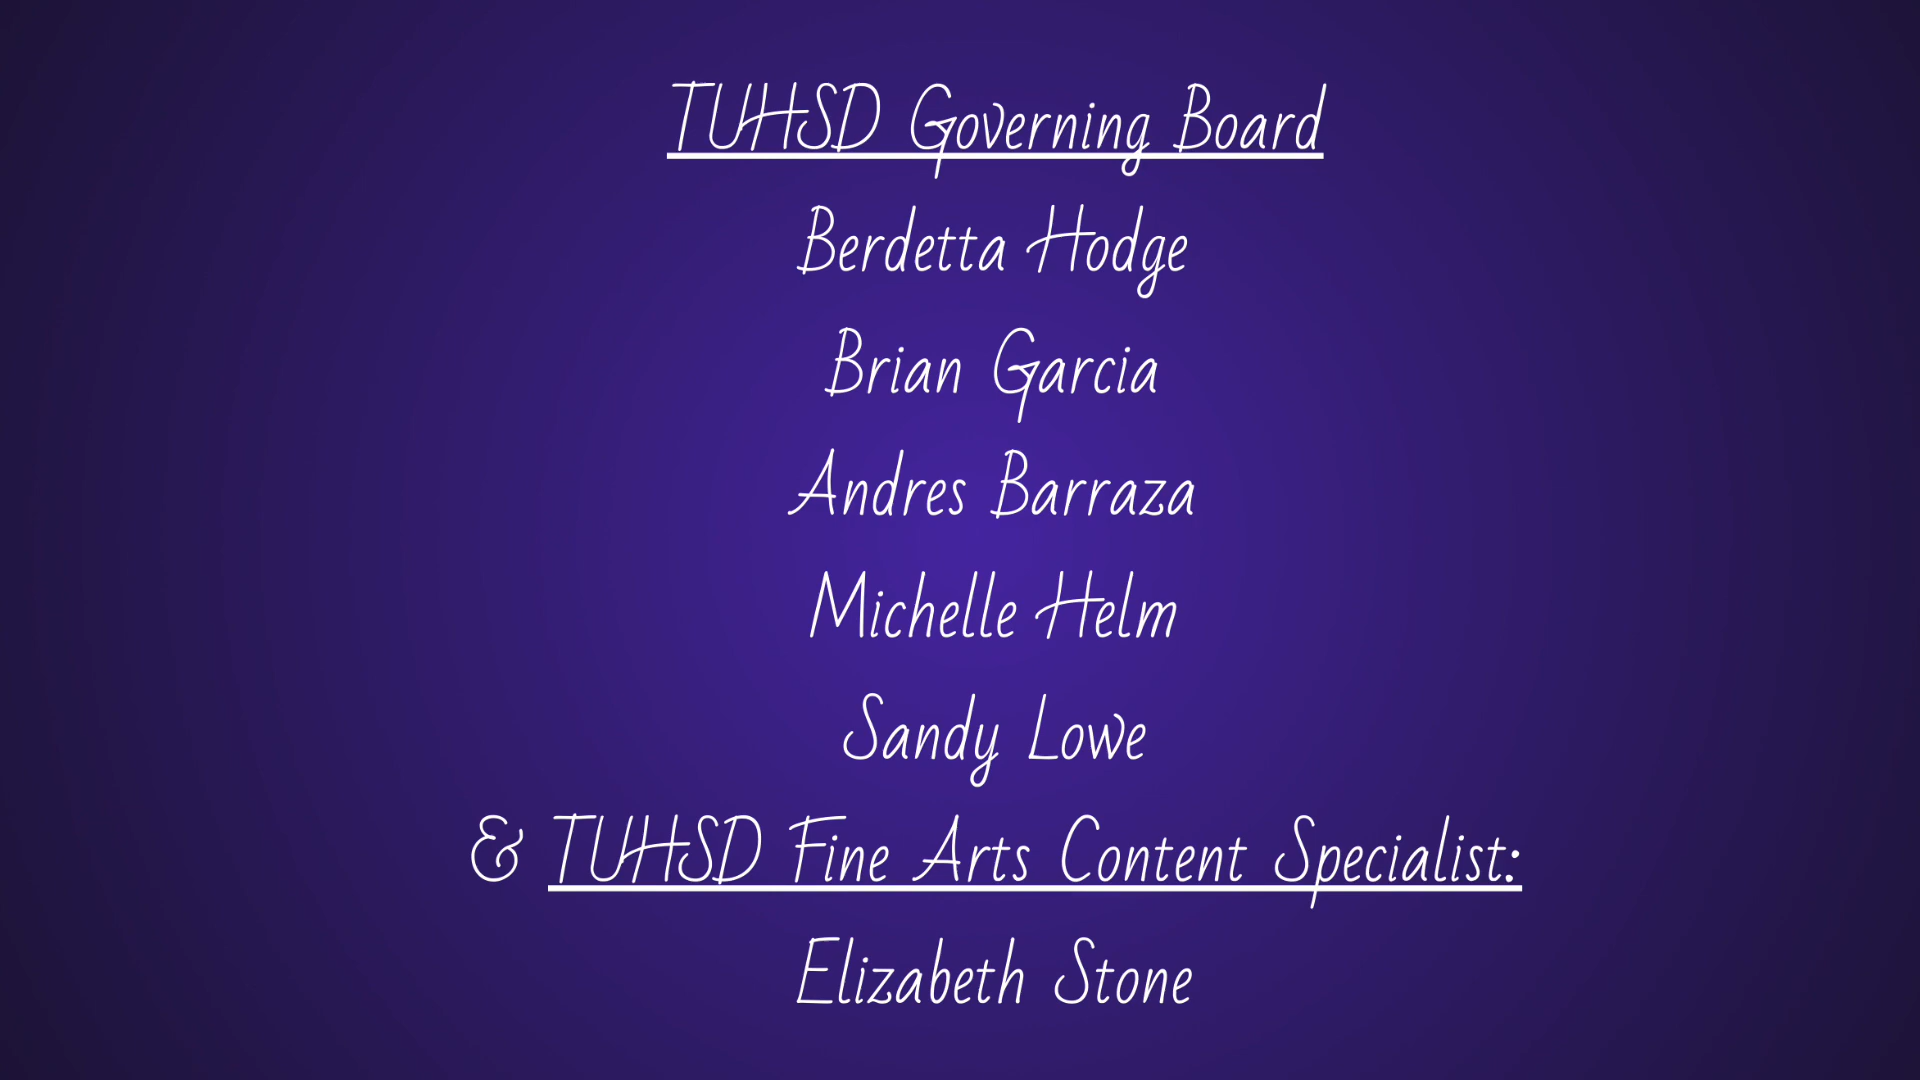 TUHSD Governing Board
Berdetta Hodge
Brian Garcia
Andres Barraza
Michelle Helm
Sandy Lowe
& TUHSD Fine Arts Content Specialist:
Elizabeth Stone